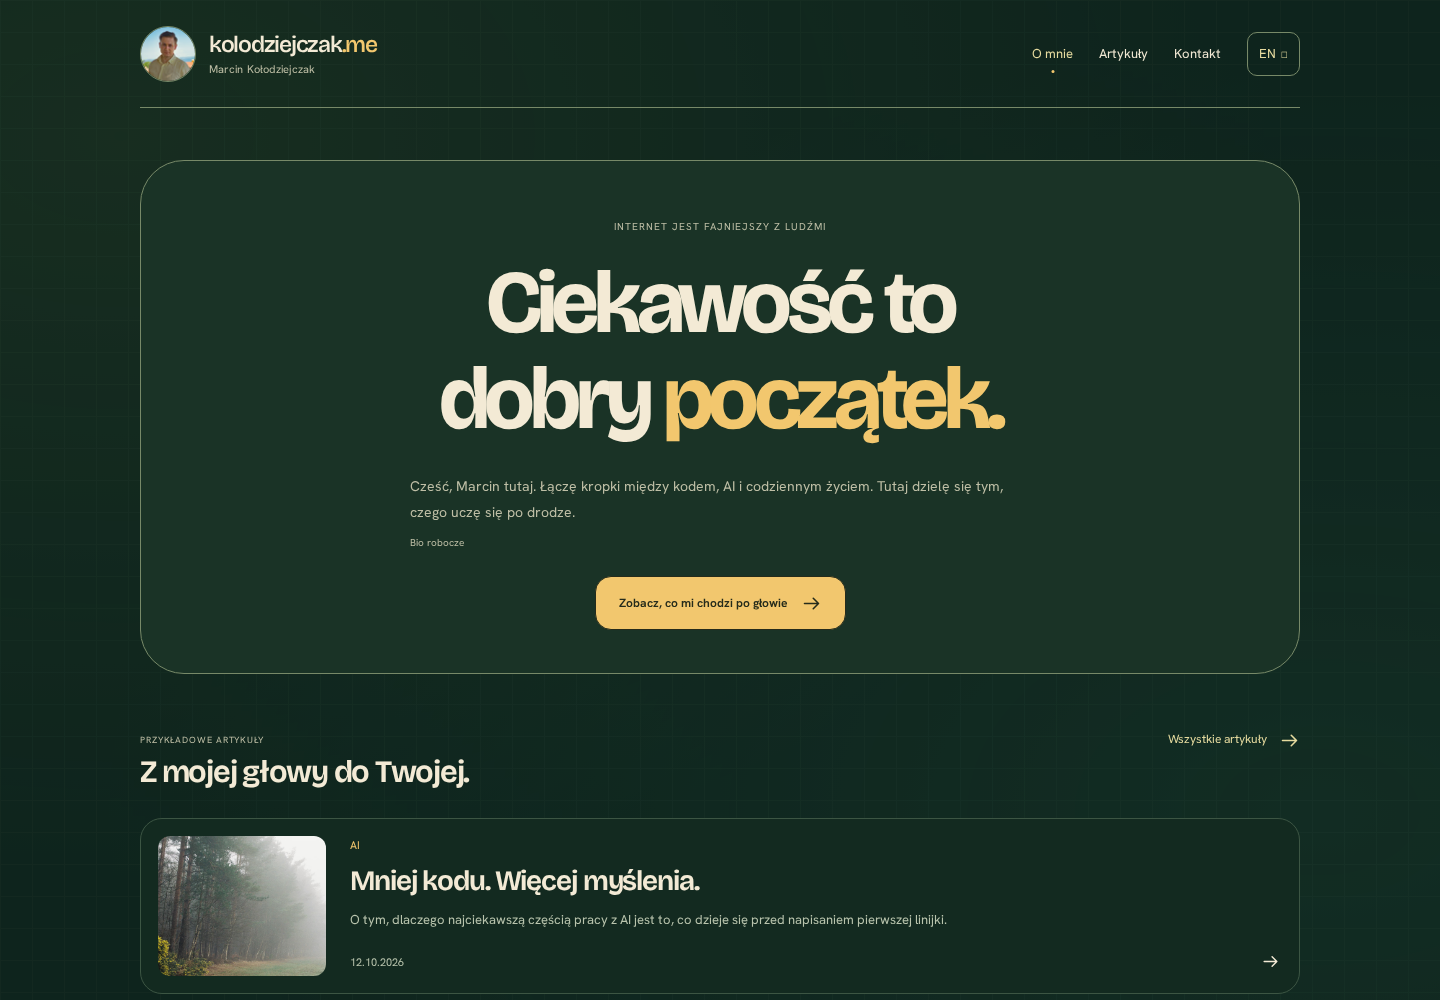 kolodziejczak.me
Marcin Kołodziejczak
O mnie
Artykuły
Kontakt
EN
INTERNET JEST FAJNIEJSZY Z LUDŹMI
Ciekawość to
dobry początek.
Cześć, Marcin tutaj. Łączę kropki między kodem, AI i codziennym życiem. Tutaj dzielę się tym,
czego uczę się po drodze.
Bio robocze
Zobacz, co mi chodzi po głowie
PRZYKŁADOWE ARTYKUŁY
Wszystkie artykuły
Z mojej głowy do Twojej.
AI
Mniej kodu. Więcej myślenia.
O tym, dlaczego najciekawszą częścią pracy z AI jest to, co dzieje się przed napisaniem pierwszej linijki.
12.10.2026